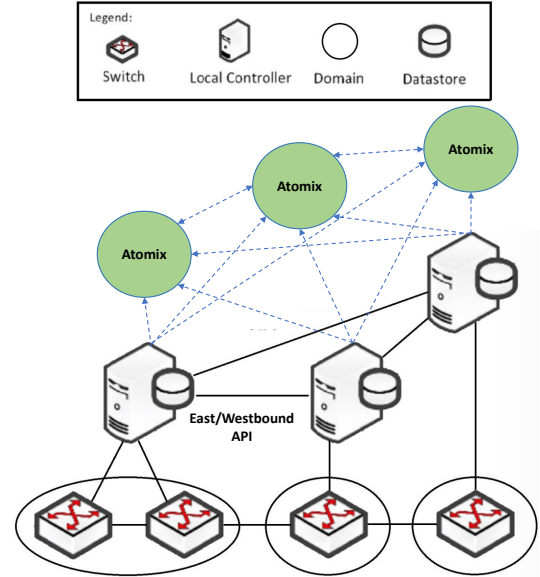 Legend:
Switch
Local Controller
Domain
Datastore
Atomix
Atomix
Atomix
East/Westbound
API